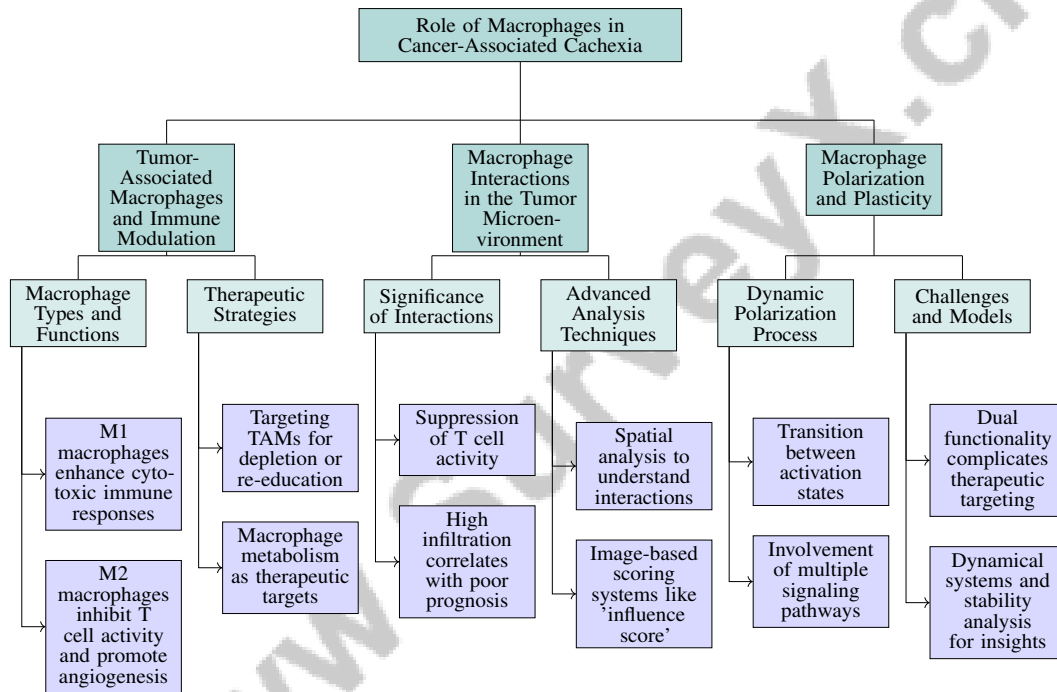 Role of Macrophages in
Cancer-Associated Cachexia
Tumor-
Associated
Macrophages
and Immune
Modulation
Macrophage
Interactions
in the Tumor
Microen-
vironment
Macrophage
Polarization
and Plasticity
Macrophage
Types and
Functions
Therapeutic
Strategies
Significance
of Interactions
Advanced
Analysis
Techniques
Dynamic
Polarization
Process
Challenges
and Models
M1
macrophages
enhance cyto-
toxic immune
responses
Targeting
TAMs for
depletion or
re-education
Suppression
of T cell
activity
Spatial
analysis to
understand
interactions
Transition
between
activation
states
Dual
functionality
complicates
therapeutic
targeting
M2
macrophages
inhibit T
cell activity
and promote
angiogenesis
Macrophage
metabolism
as therapeutic
targets
High
infiltration
correlates
with poor
prognosis
Image-based
scoring
systems like
'influence
score'
Involvement
of multiple
signaling
pathways
Dynamical
systems and
stability
analysis
for insights